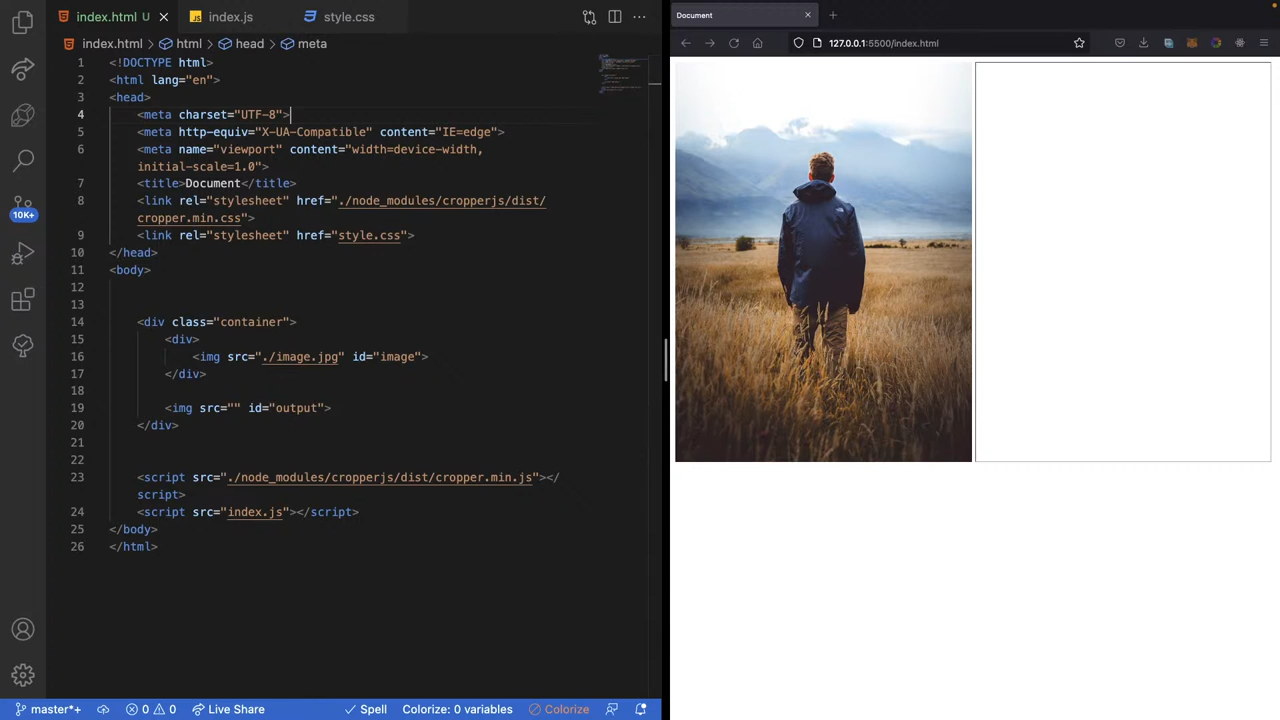 index.html U
index.js
style.css
index.html > html > head > meta
1 <!DOCTYPE html>
2 <html lang="en">
3 <head>
4 <meta charset="UTF-8">
5 <meta http-equiv="X-UA-Compatible" content="IE=edge">
6 <meta name="viewport" content="width=device-width,
initial-scale=1.0">
7 <title>Document</title>
8 <link rel="stylesheet" href="./node_modules/cropperjs/dist/
cropper.min.css">
9 <link rel="stylesheet" href="style.css">
10 </head>
11 <body>
12
13
14 <div class="container">
15 <div>
16 <img src="./image.jpg" id="image">
17 </div>
18
19 <img src="" id="output">
20 </div>
21
22
23 <script src="./node_modules/cropperjs/dist/cropper.min.js"></
script>
24 <script src="index.js"></script>
25 </body>
26 </html>
10K+
master*+ 0 0 Live Share Spell Colorize: 0 variables Colorize
Document
127.0.0.1:5500/index.html